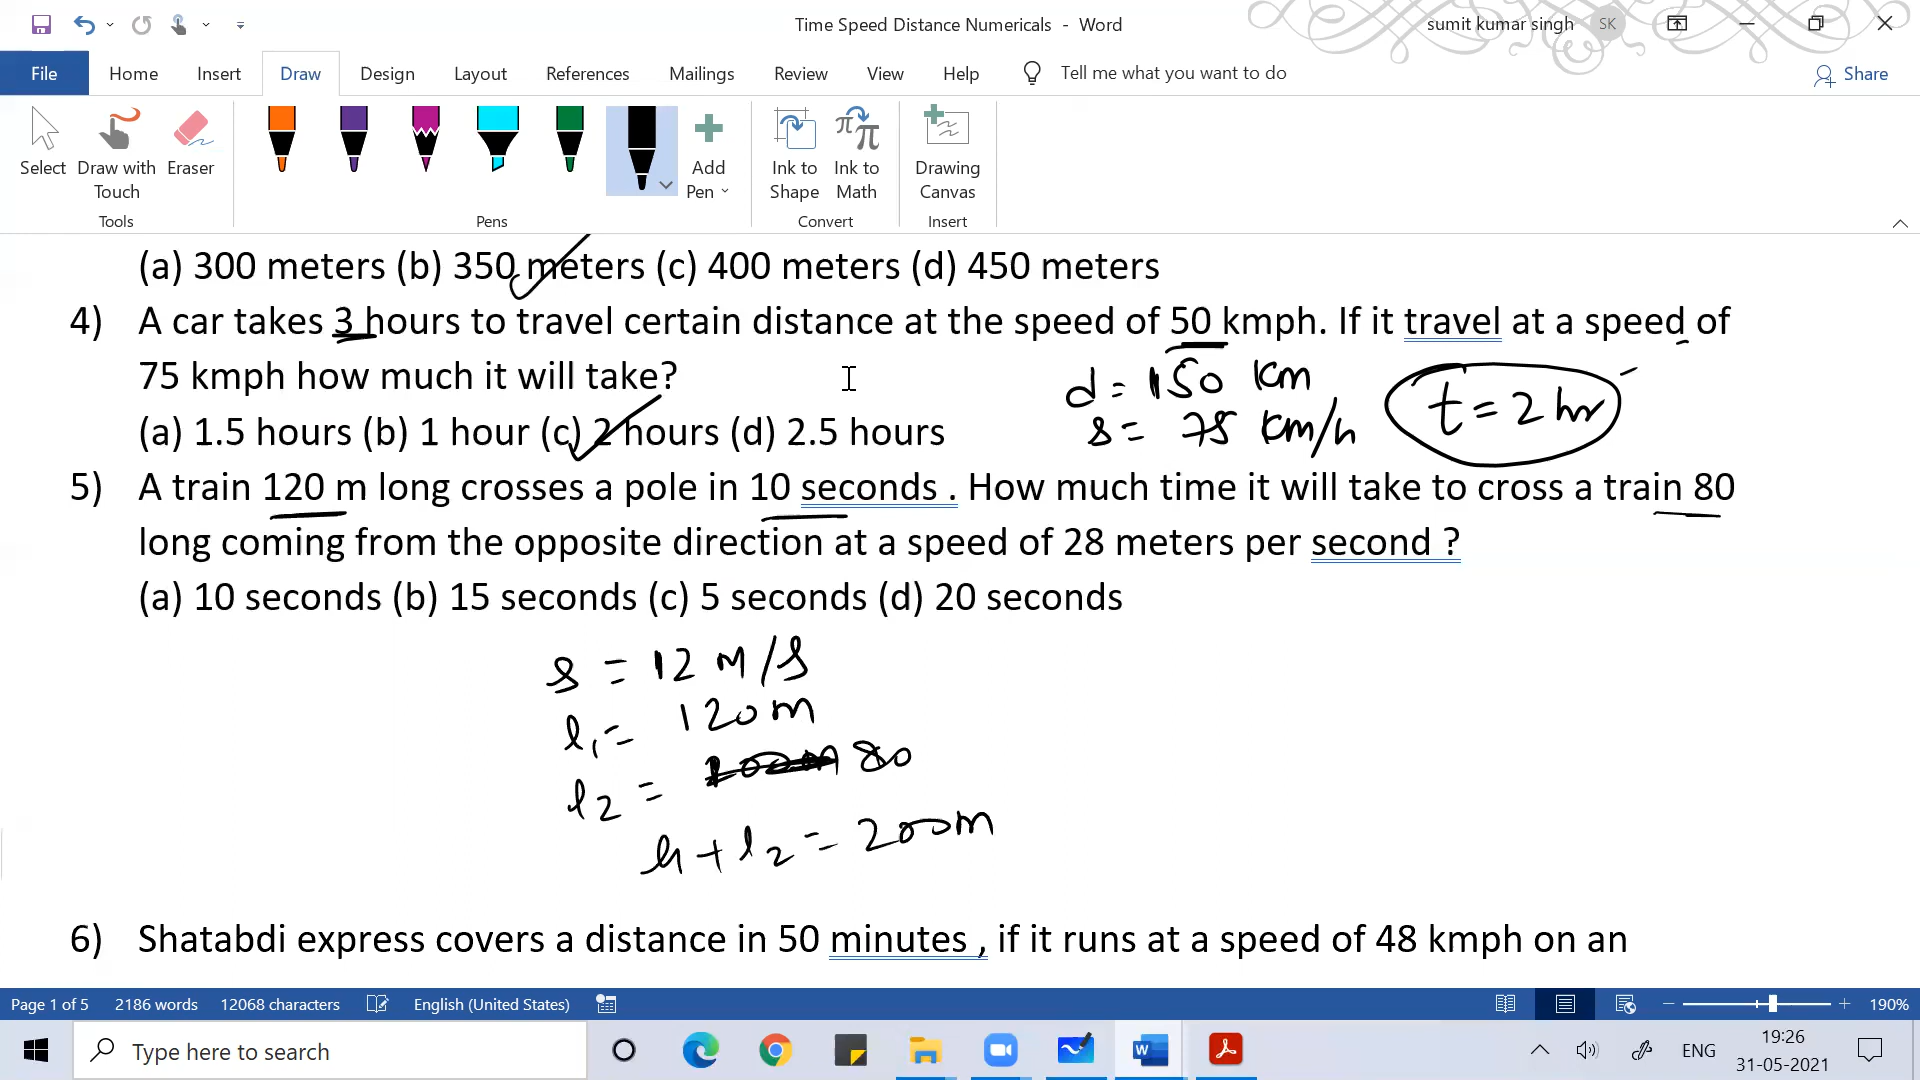 Time Speed Distance Numericals - Word
sumit kumar singh SK
File Home Insert Draw Design Layout References Mailings Review View Help Tell me what you want to do Share
Select Draw with Touch Eraser Add Pen Ink to Shape Ink to Math Drawing Canvas
Tools Pens Convert Insert
(a) 300 meters (b) 350 meters (c) 400 meters (d) 450 meters
4) A car takes 3 hours to travel certain distance at the speed of 50 kmph. If it travel at a speed of
75 kmph how much it will take?
d = 150 km
t = 2 hr
s = 75 km/h
(a) 1.5 hours (b) 1 hour (c) 2 hours (d) 2.5 hours
5) A train 120 m long crosses a pole in 10 seconds . How much time it will take to cross a train 80
long coming from the opposite direction at a speed of 28 meters per second ?
(a) 10 seconds (b) 15 seconds (c) 5 seconds (d) 20 seconds
s = 12 m/s
l1 = 120m
l2 = 80
l1 + l2 = 200m
6) Shatabdi express covers a distance in 50 minutes , if it runs at a speed of 48 kmph on an
Page 1 of 5 2186 words 12068 characters English (United States) 190%
Type here to search
ENG
19:26
31-05-2021